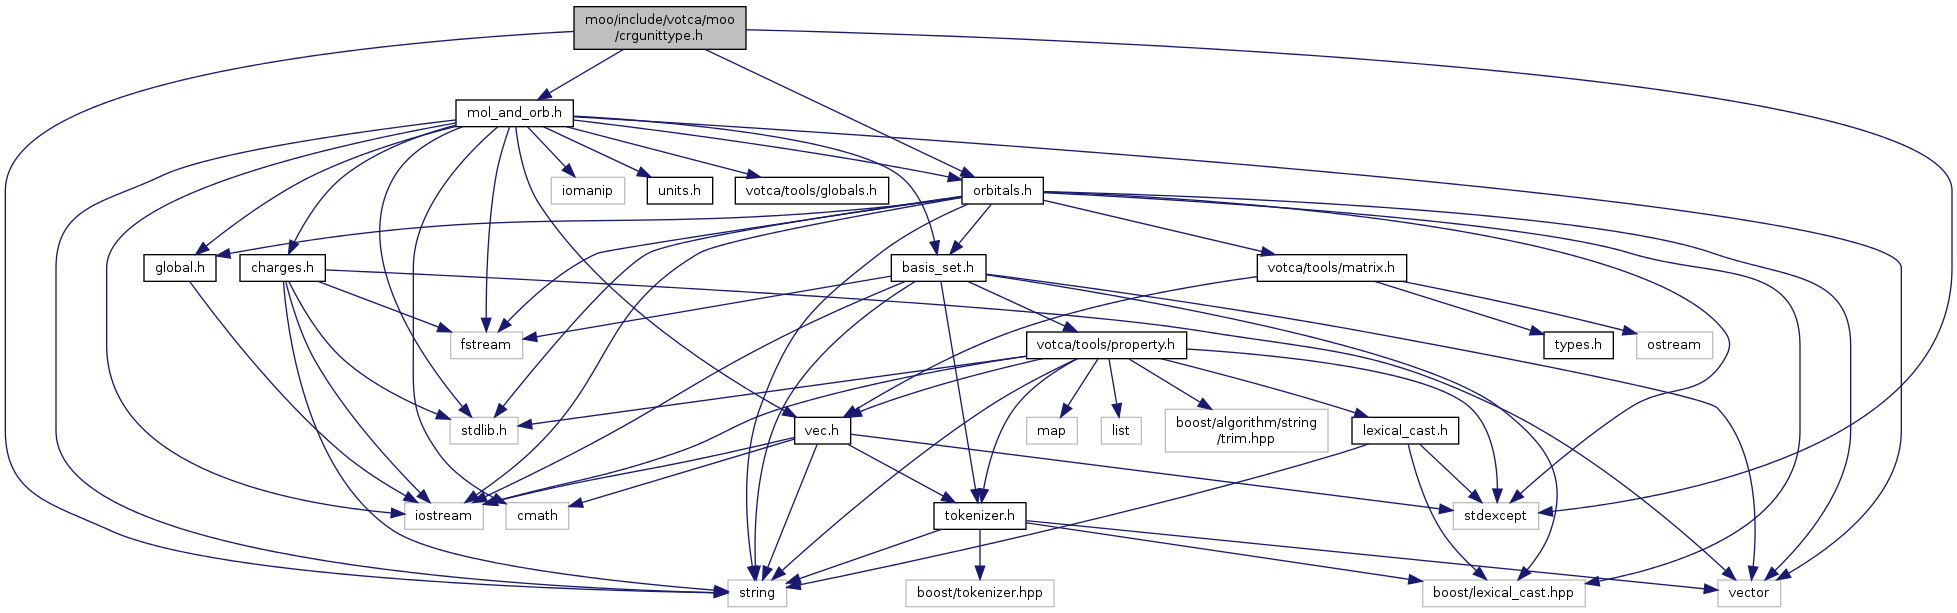 moo/include/votca/moo
/crgunittype.h
mol_and_orb.h
iomanip
units.h
votca/tools/globals.h
orbitals.h
global.h
charges.h
basis_set.h
votca/tools/matrix.h
fstream
votca/tools/property.h
types.h
ostream
stdlib.h
vec.h
map
list
boost/algorithm/string
/trim.hpp
lexical_cast.h
iostream
cmath
tokenizer.h
stdexcept
string
boost/tokenizer.hpp
boost/lexical_cast.hpp
vector